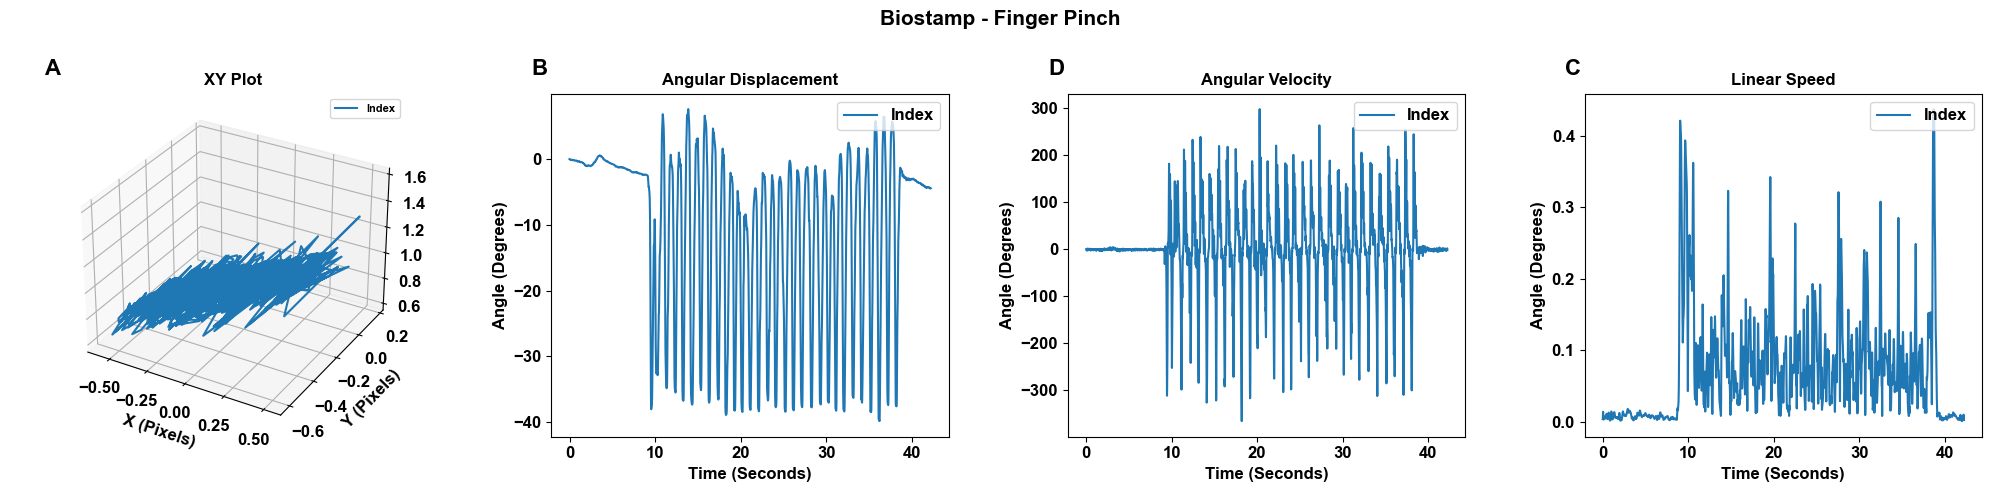 Biostamp - Finger Pinch
A
XY Plot
Index
1.6
1.4
1.2
1.0
0.8
0.6
0.2
0.0
−0.2
−0.4
−0.6
Y (Pixels)
−0.50
−0.25
0.00
0.25
0.50
X (Pixels)
B
Angular Displacement
Index
0
−10
−20
−30
−40
Angle (Degrees)
0 10 20 30 40
Time (Seconds)
D
Angular Velocity
Index
300
200
100
0
−100
−200
−300
Angle (Degrees)
0 10 20 30 40
Time (Seconds)
C
Linear Speed
Index
0.4
0.3
0.2
0.1
0.0
Angle (Degrees)
0 10 20 30 40
Time (Seconds)